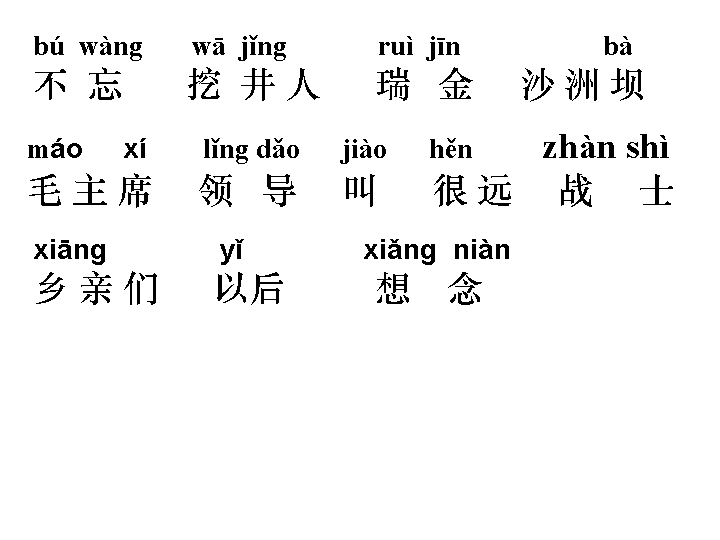 bú wàng wā jǐng ruì jīn bà
不忘 挖井人 瑞金 沙洲坝
máo xí lǐng dǎo jiào hěn zhàn shì
毛主席 领导 叫 很远 战士
xiāng yǐ xiǎng niàn
乡亲们 以后 想念